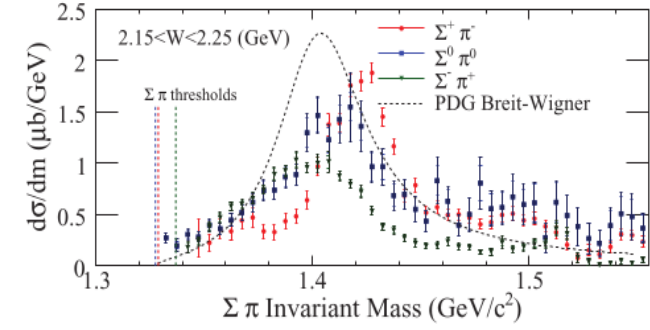 2.15<W<2.25 (GeV)
Σ⁺ π⁻
Σ⁰ π⁰
Σ⁻ π⁺
PDG Breit-Wigner
Σ π thresholds
dσ/dm (μb/GeV)
2.5
2
1.5
1
0.5
0
1.3
1.4
1.5
Σ π Invariant Mass (GeV/c²)